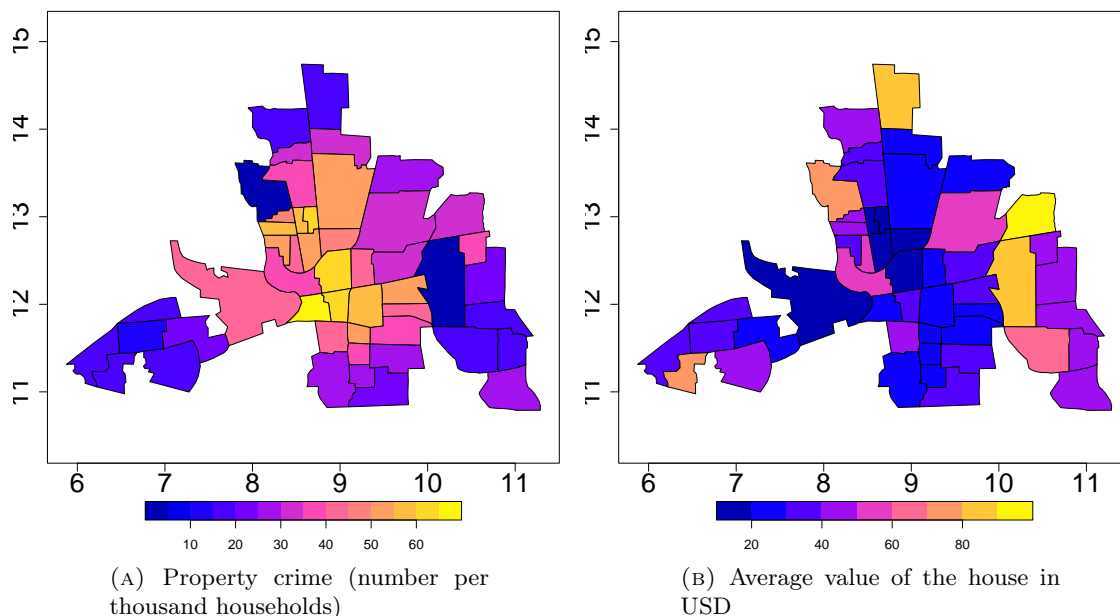 15
14
13
12
11
6 7 8 9 10 11
10 20 30 40 50 60
(A) Property crime (number per
thousand households)
15
14
13
12
11
6 7 8 9 10 11
20 40 60 80
(B) Average value of the house in
USD